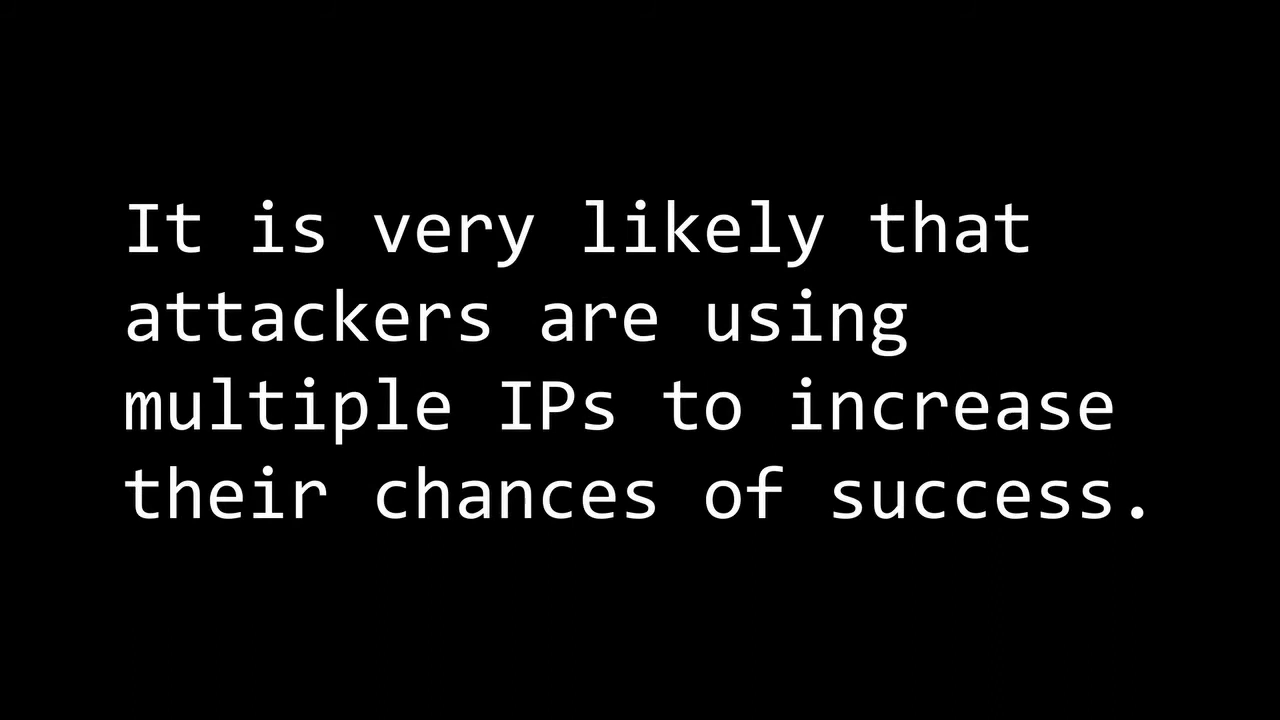 It is very likely that
attackers are using
multiple IPs to increase
their chances of success.